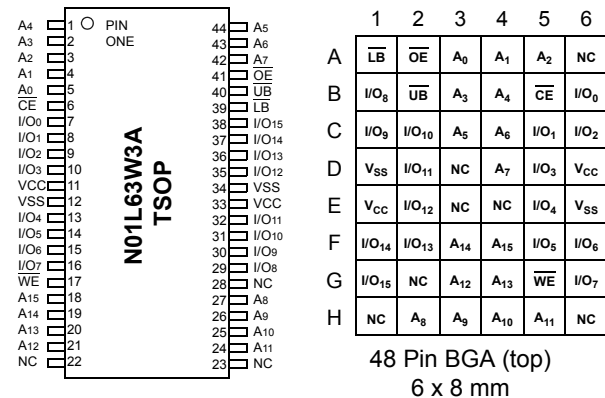 A4 1 PIN 44 A5
A3 2 ONE 43 A6
A2 3 42 A7
A1 4 41 OE
A0 5 40 UB
CE 6 39 LB
I/O0 7 38 I/O15
I/O1 8 37 I/O14
I/O2 9 36 I/O13
I/O3 10 35 I/O12
VCC 11 34 VSS
VSS 12 33 VCC
I/O4 13 32 I/O11
I/O5 14 31 I/O10
I/O6 15 30 I/O9
I/O7 16 29 I/O8
WE 17 28 NC
A15 18 27 A8
A14 19 26 A9
A13 20 25 A10
A12 21 24 A11
NC 22 23 NC
N01L63W3A
TSOP
1 2 3 4 5 6
A LB OE A0 A1 A2 NC
B I/O8 UB A3 A4 CE I/O0
C I/O9 I/O10 A5 A6 I/O1 I/O2
D VSS I/O11 NC A7 I/O3 VCC
E VCC I/O12 NC NC I/O4 VSS
F I/O14 I/O13 A14 A15 I/O5 I/O6
G I/O15 NC A12 A13 WE I/O7
H NC A8 A9 A10 A11 NC
48 Pin BGA (top)
6 x 8 mm